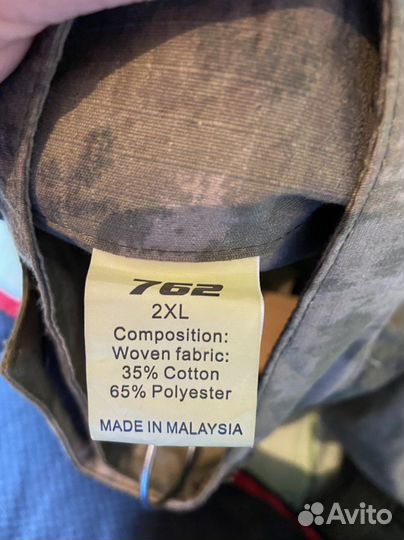 762
2XL
Composition:
Woven fabric:
35% Cotton
65% Polyester
MADE IN MALAYSIA
Avito